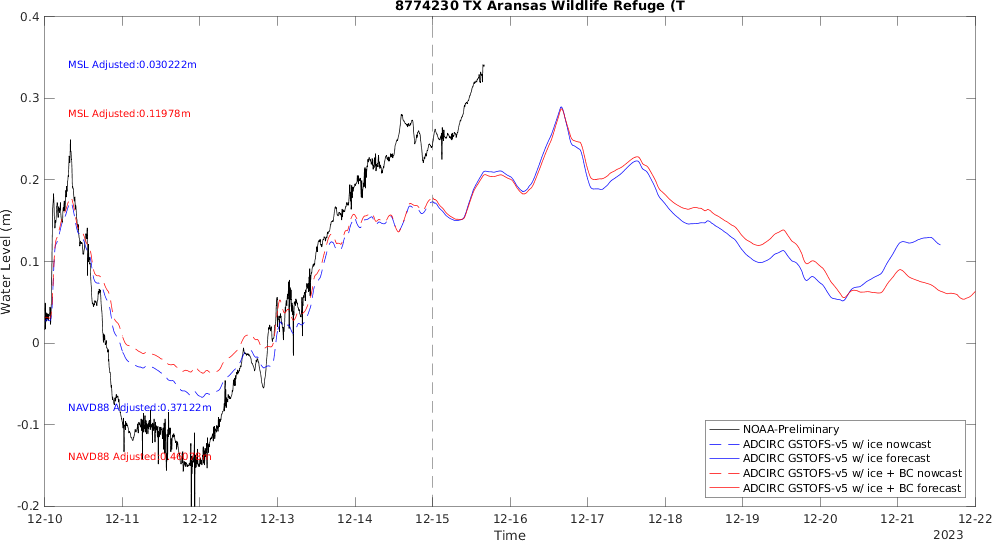 8774230 TX Aransas Wildlife Refuge (T
0.4
0.3
0.2
0.1
0
-0.1
-0.2
Water Level (m)
MSL Adjusted:0.030222m
MSL Adjusted:0.11978m
NAVD88 Adjusted:0.37122m
NAVD88 Adjusted:
NOAA-Preliminary
ADCIRC GSTOFS-v5 w/ ice nowcast
ADCIRC GSTOFS-v5 w/ ice forecast
ADCIRC GSTOFS-v5 w/ ice + BC nowcast
ADCIRC GSTOFS-v5 w/ ice + BC forecast
12-10 12-11 12-12 12-13 12-14 12-15 12-16 12-17 12-18 12-19 12-20 12-21 12-22
Time
2023